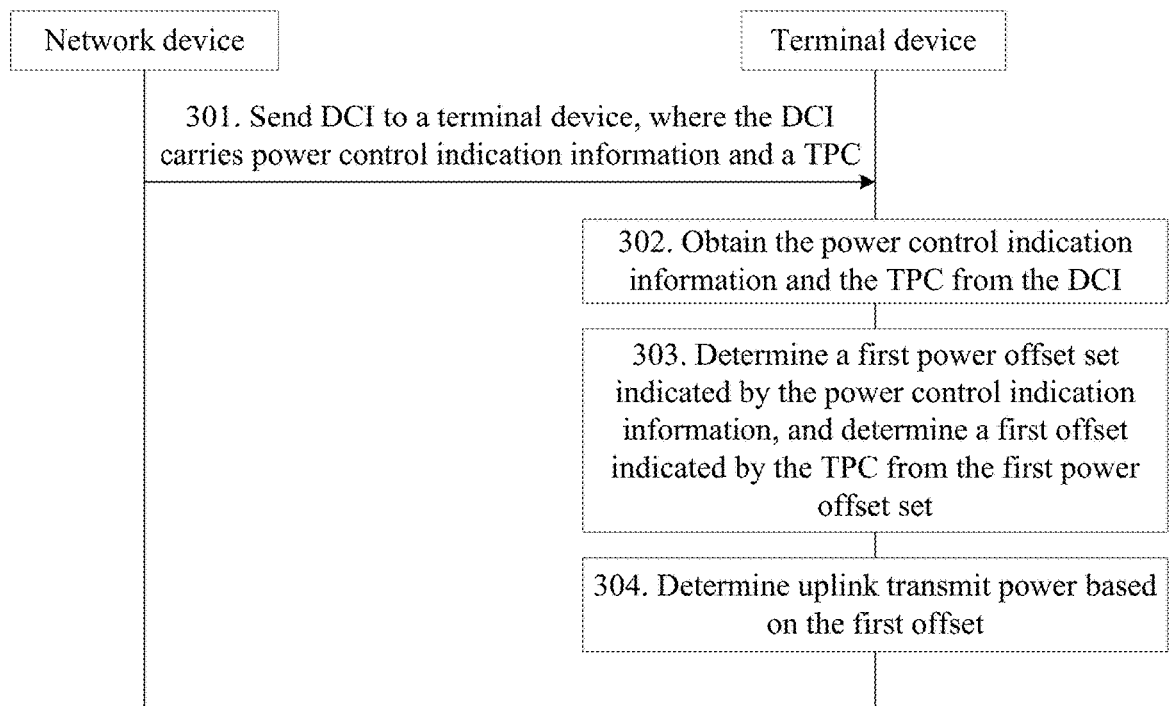 Network device
Terminal device
301. Send DCI to a terminal device, where the DCI
carries power control indication information and a TPC
302. Obtain the power control indication
information and the TPC from the DCI
303. Determine a first power offset set
indicated by the power control indication
information, and determine a first offset
indicated by the TPC from the first power
offset set
304. Determine uplink transmit power based
on the first offset